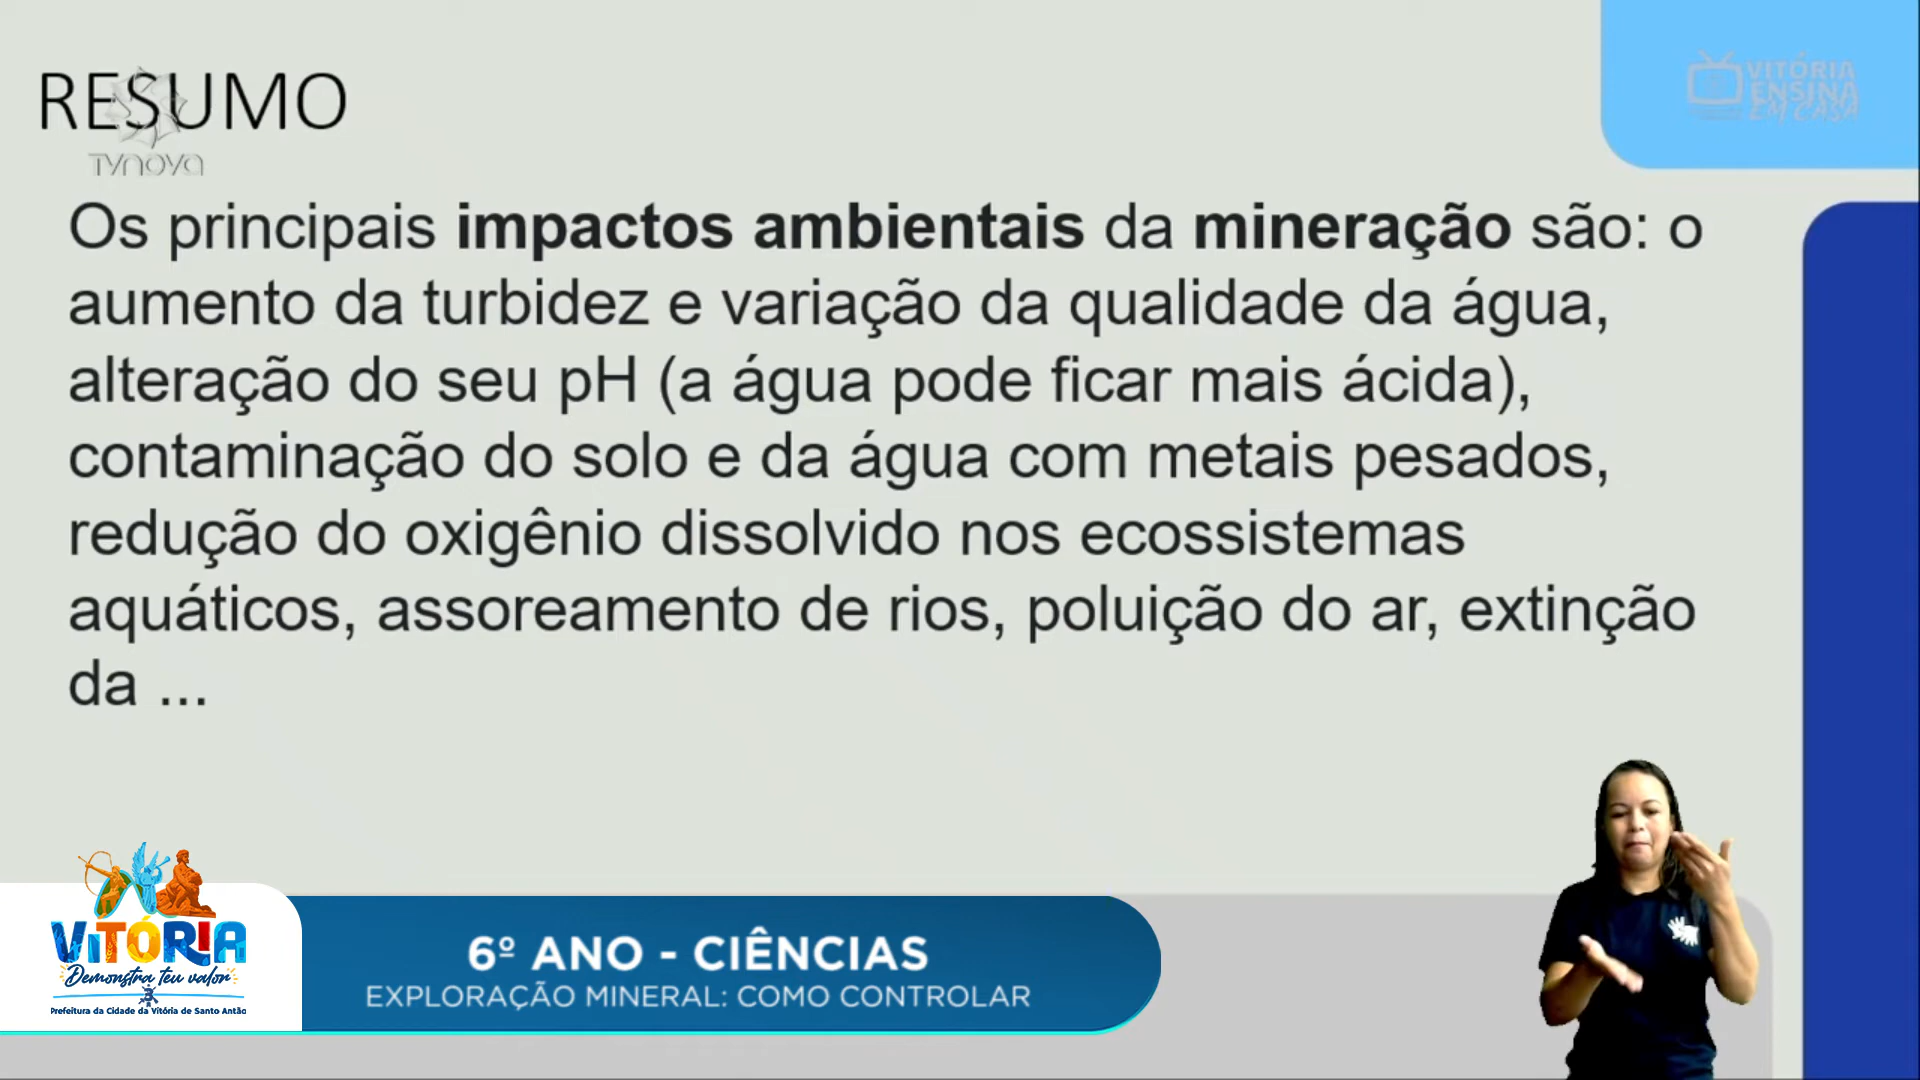 RESUMO
TVNOVA
VITÓRIA
ENSINA
EM CASA
Os principais impactos ambientais da mineração são: o
aumento da turbidez e variação da qualidade da água,
alteração do seu pH (a água pode ficar mais ácida),
contaminação do solo e da água com metais pesados,
redução do oxigênio dissolvido nos ecossistemas
aquáticos, assoreamento de rios, poluição do ar, extinção
da ...
VITÓRIA
Demonstra teu valor
Prefeitura da Cidade da Vitória de Santo Antão
6º ANO - CIÊNCIAS
EXPLORAÇÃO MINERAL: COMO CONTROLAR